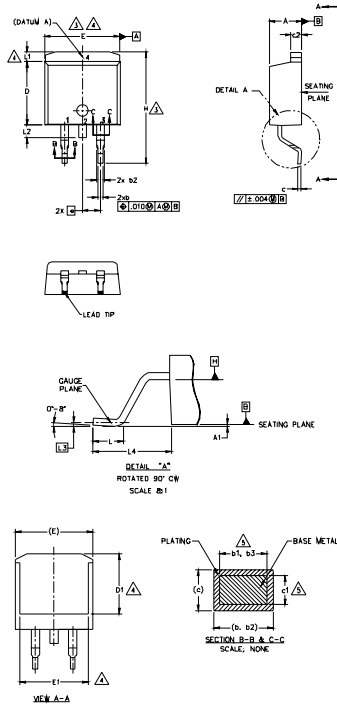 (DATUM A)
3 4
E
A
4
L1
4
D
H
3
C C
1 2 3
L2
B B
2x b2
2xb
2x e
.010 M A M B
A
A
B
c2
DETAIL A
SEATING
PLANE
A
c
// ±.004 M B
LEAD TIP
GAUGE
PLANE
H
0°-8°
B
SEATING PLANE
L3
L
A1
L4
DETAIL "A"
ROTATED 90° CW
SCALE 8:1
(E)
D1 4
E1
4
VIEW A-A
PLATING
5
BASE METAL
b1, b3
(c)
c1 5
(b, b2)
SECTION B-B & C-C
SCALE; NONE